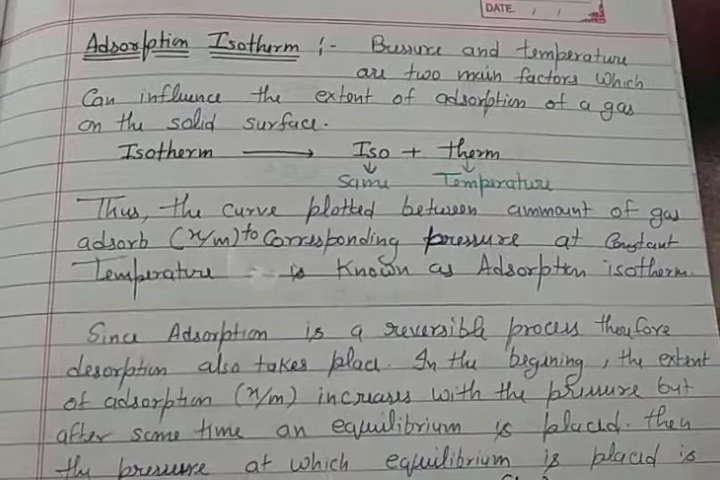 DATE / /
Adsorption Isotherm :- Pressure and temperature
are two main factors which
Can influence the extent of adsorption of a gas
on the solid surface.
Isotherm → Iso + therm
↓ ↓
Same Temperature
Thus, the curve plotted between ammount of gas
adsorb (x/m) to Corresponding pressure at Constant
Temperature is Known as Adsorption isotherm.
Since Adsorption is a reversible process therefore
desorption also takes place. In the begining, the extent
of adsorption (x/m) increases with the pressure but
after some time an equilibrium is placed. then
the pressure at which equilibrium is placed is